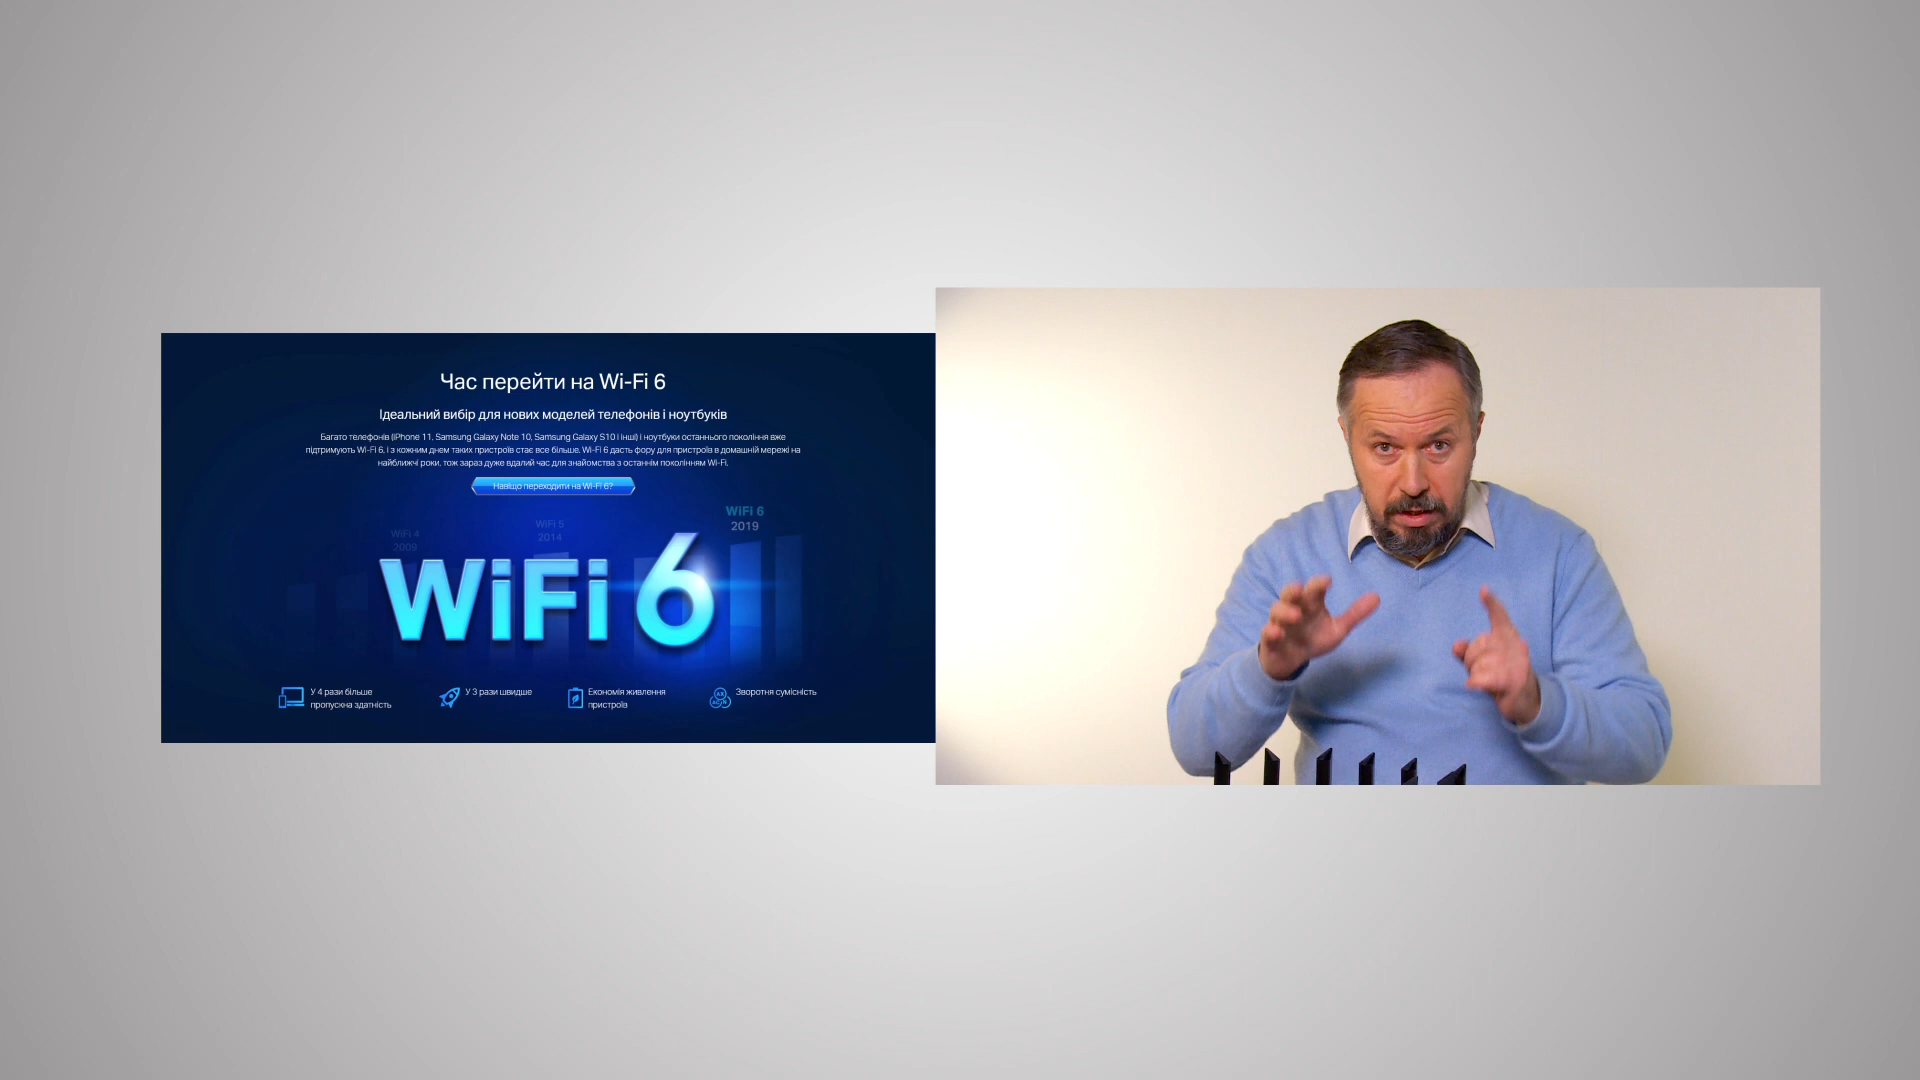 Час перейти на Wi-Fi 6
Ідеальний вибір для нових моделей телефонів і ноутбуків
Багато телефонів (iPhone 11, Samsung Galaxy Note 10, Samsung Galaxy S10 і інші) і ноутбуки останнього покоління вже
підтримують Wi-Fi 6, і з кожним днем таких пристроїв стає все більше. Wi-Fi 6 дасть фору для пристроїв в домашній мережі на
найближчі роки, тож зараз дуже вдалий час для знайомства з останнім поколінням Wi-Fi.
Навіщо переходити на Wi-Fi 6?
WiFi 4
2009
WiFi 5
2014
WiFi 6
2019
WiFi 6
У 4 рази більше
пропускна здатність
У 3 рази швидше
Економія живлення
пристроїв
AX
AC N
Зворотня сумісність